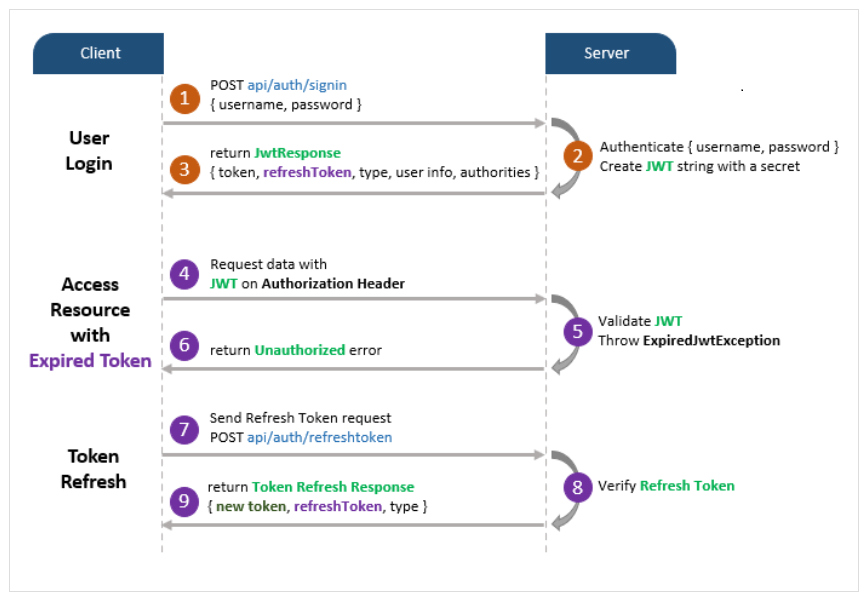 Client
Server
User
Login
1
POST api/auth/signin
{ username, password }
2
Authenticate { username, password }
Create JWT string with a secret
3
return JwtResponse
{ token, refreshToken, type, user info, authorities }
Access
Resource
with
Expired Token
4
Request data with
JWT on Authorization Header
5
Validate JWT
Throw ExpiredJwtException
6
return Unauthorized error
Token
Refresh
7
Send Refresh Token request
POST api/auth/refreshtoken
8
Verify Refresh Token
9
return Token Refresh Response
{ new token, refreshToken, type }